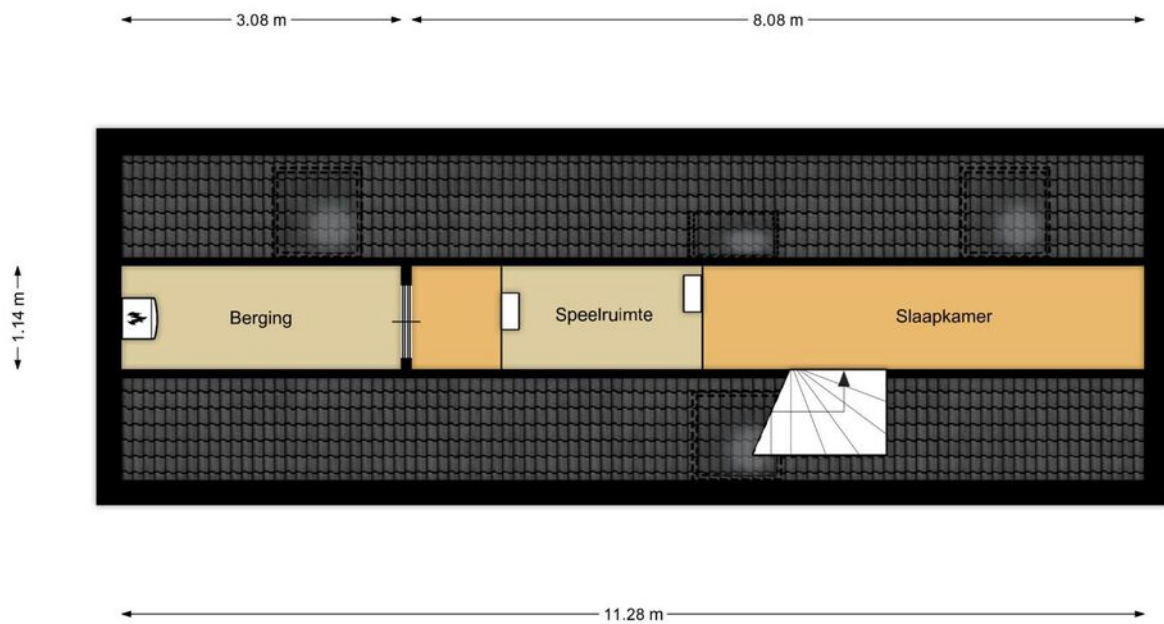 3.08 m
8.08 m
1.14 m
Berging
Speelruimte
Slaapkamer
11.28 m